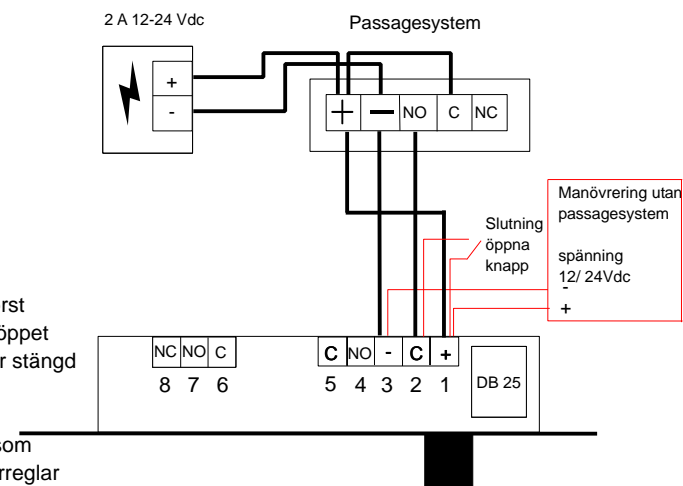 2 A 12-24 Vdc
Passagesystem
+
-
+ - NO C NC
Manövrering utan
passagesystem
spänning
12/ 24Vdc
-
+
Slutning
öppna
knapp
öppet
r stängd
NC NO C
C NO - C +
8 7 6
5 4 3 2 1
DB 25
som
rreglar